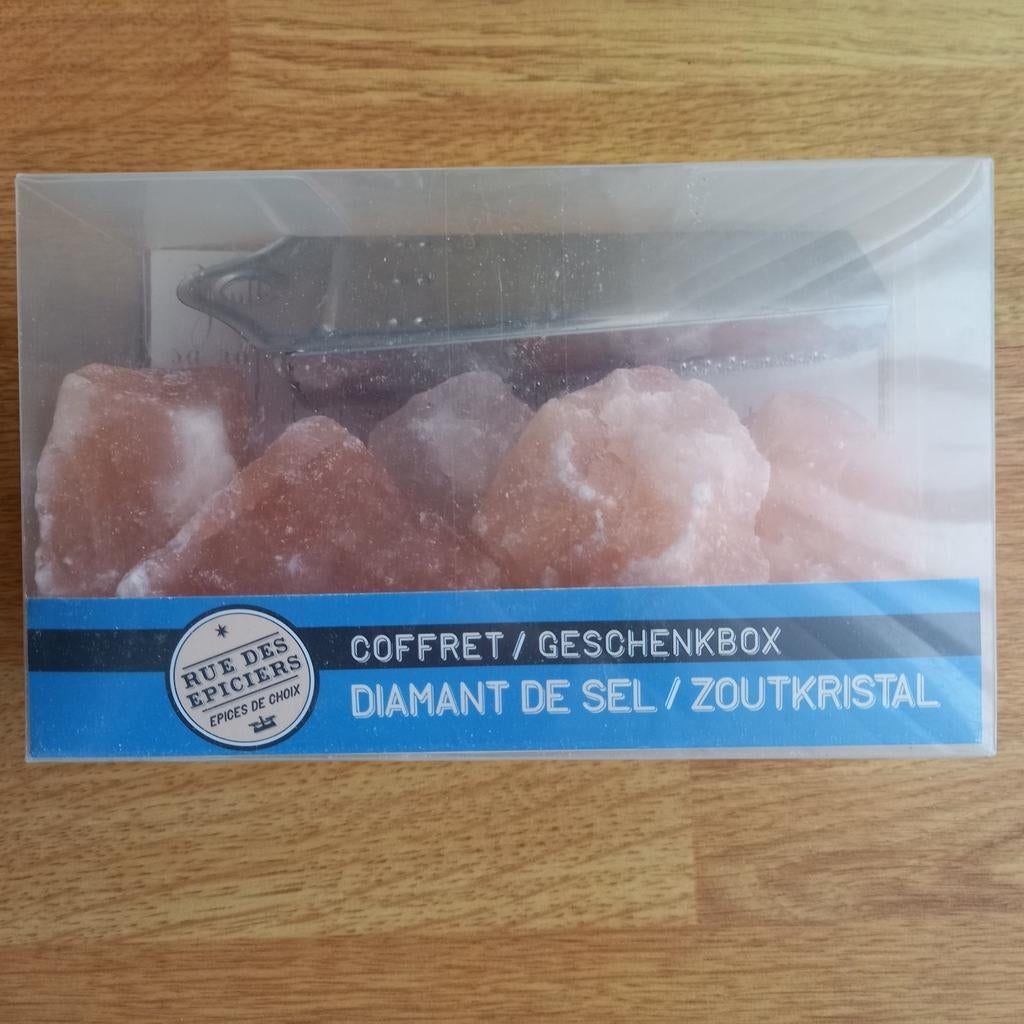 RUE DES
EPICIERS
EPICES DE CHOIX
COFFRET / GESCHENKBOX
DIAMANT DE SEL / ZOUTKRISTAL